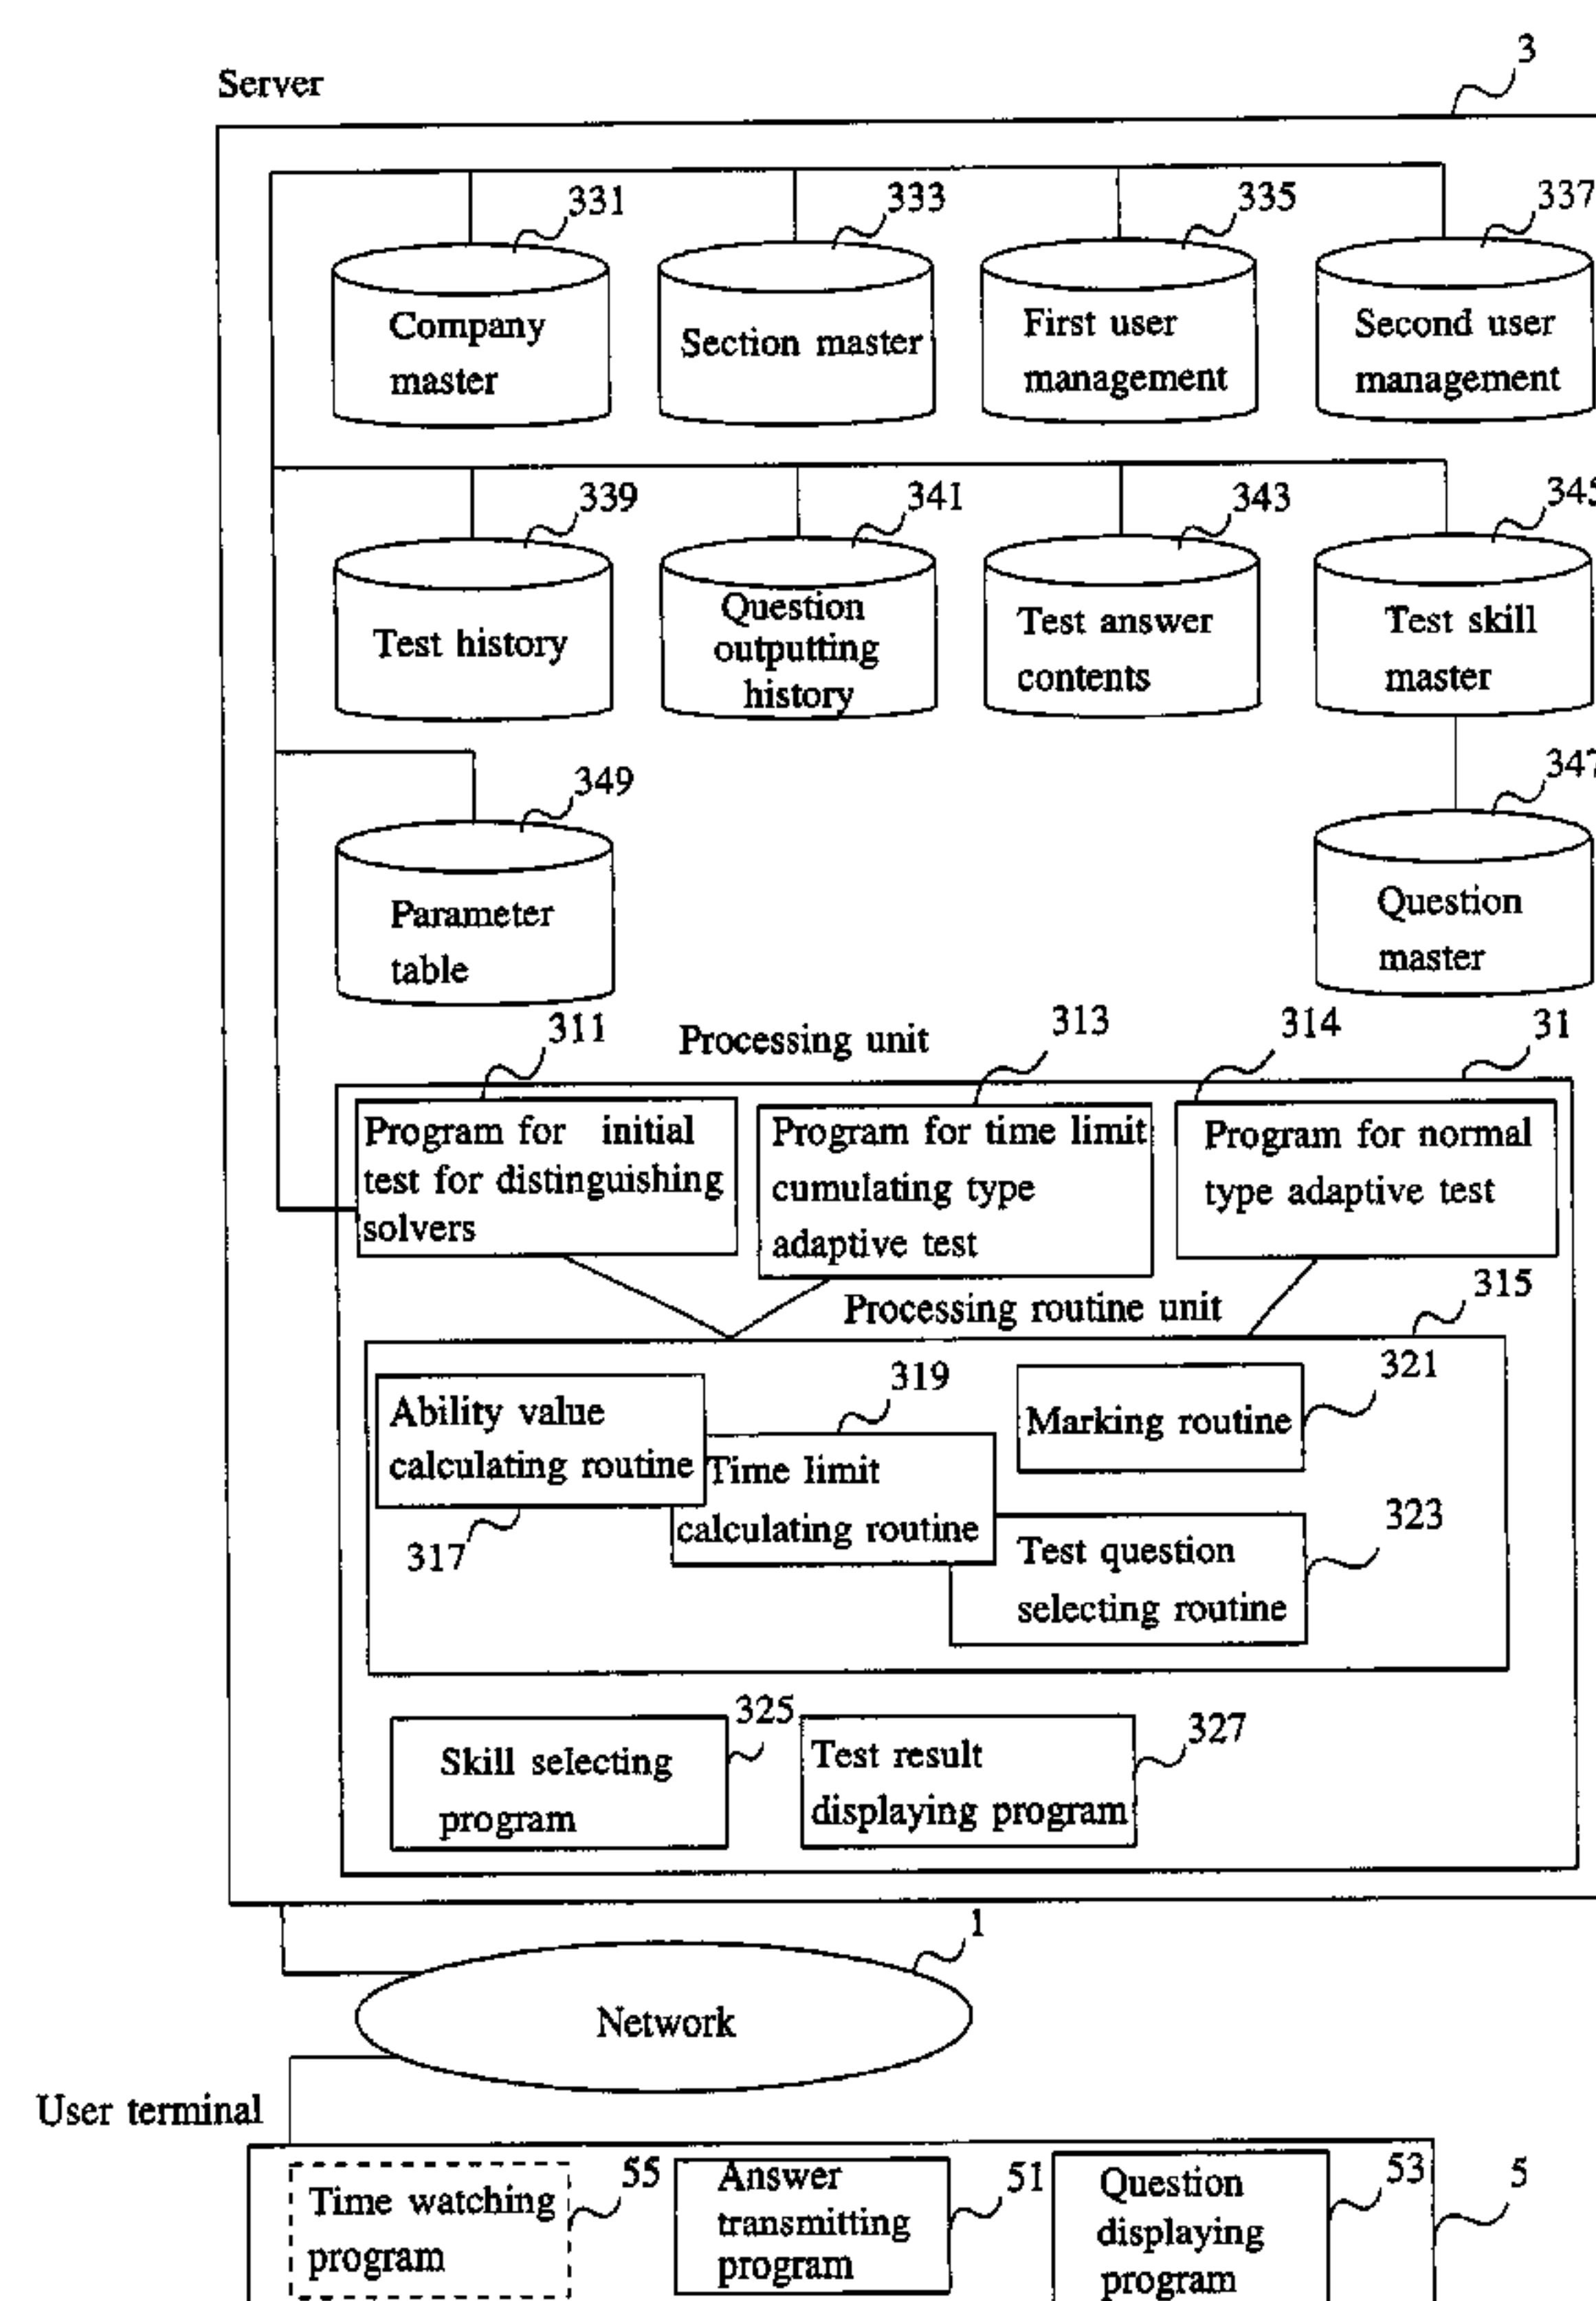 3
Server
331
333
335
337
Company
master
Section master
First user
management
Second user
management
339
341
343
345
Test history
Question
outputting
history
Test answer
contents
Test skill
master
349
347
Parameter
table
Question
master
311
Processing unit
313
314
31
Program for initial
test for distinguishing
solvers
Program for time limit
cumulating type
adaptive test
Program for normal
type adaptive test
Processing routine unit
315
Ability value
calculating routine
317
319
Time limit
calculating routine
321
Marking routine
323
Test question
selecting routine
325
Skill selecting
program
327
Test result
displaying program
1
Network
User terminal
55
Time watching
program
51
Answer
transmitting
program
53
Question
displaying
program
5